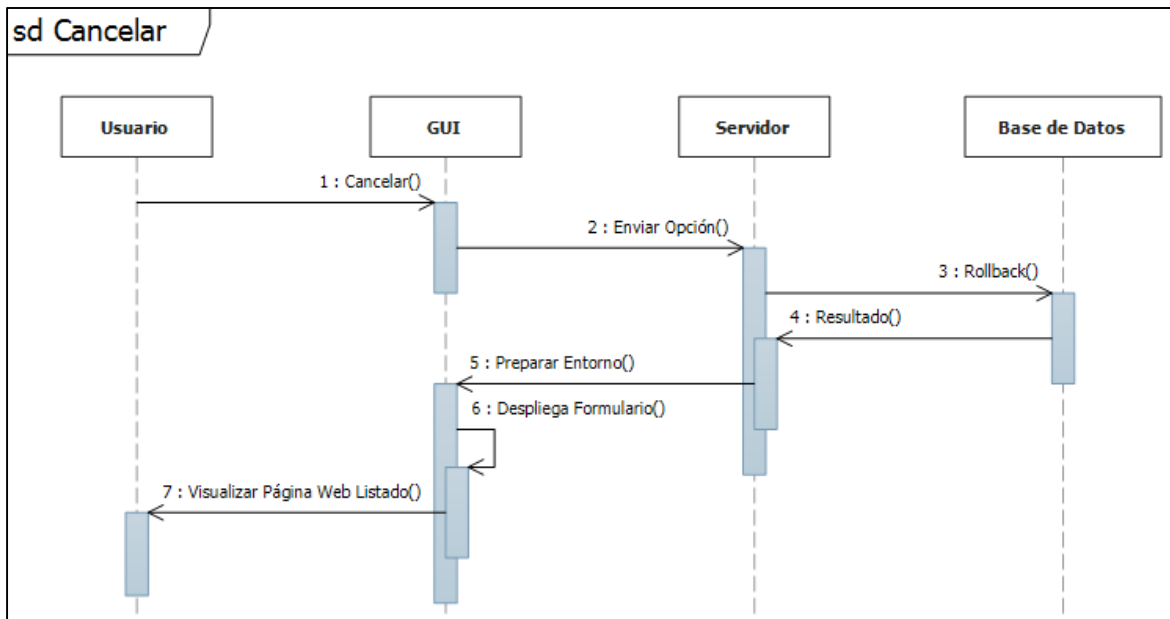 sd Cancelar
Usuario
GUI
Servidor
Base de Datos
1 : Cancelar()
2 : Enviar Opción()
3 : Rollback()
4 : Resultado()
5 : Preparar Entorno()
6 : Despliega Formulario()
7 : Visualizar Página Web Listado()